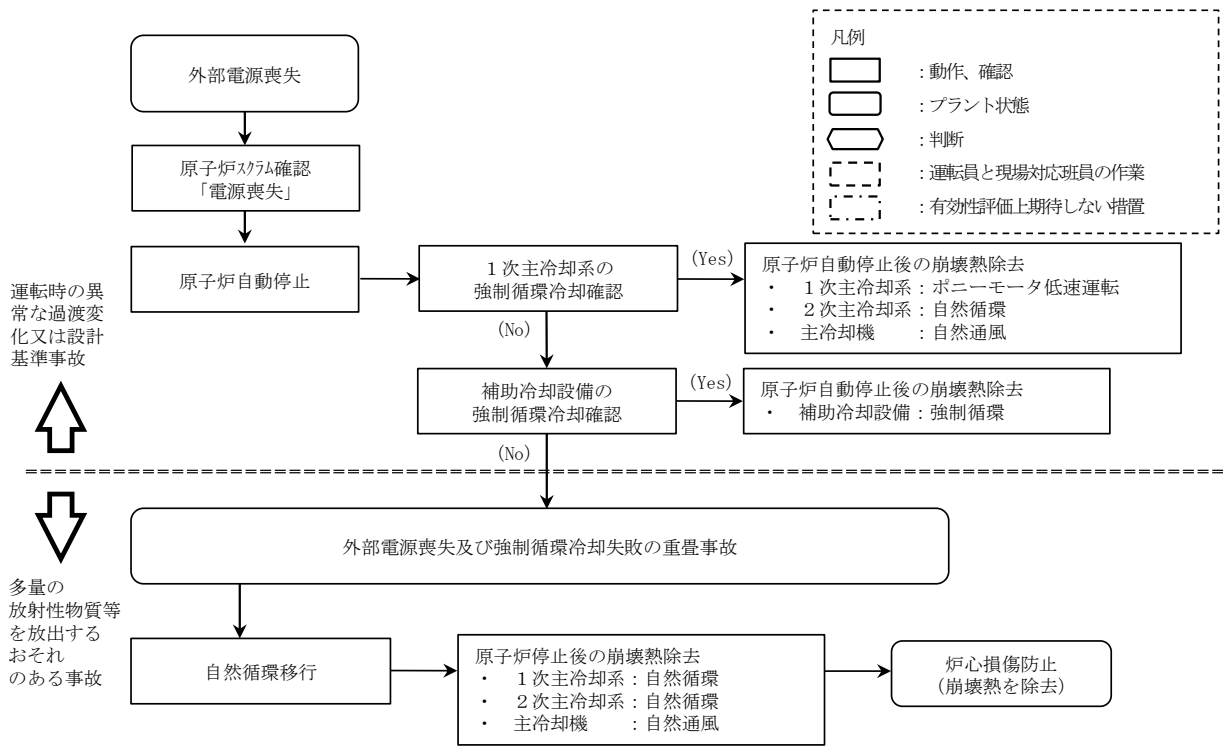 外部電源喪失
原子炉スクラム確認
「電源喪失」
原子炉自動停止
１次主冷却系の
強制循環冷却確認
(Yes)
原子炉自動停止後の崩壊熱除去
・ １次主冷却系：ポニーモータ低速運転
・ ２次主冷却系：自然循環
・ 主冷却機　　：自然通風
(No)
補助冷却設備の
強制循環冷却確認
(Yes)
原子炉自動停止後の崩壊熱除去
・ 補助冷却設備：強制循環
(No)
凡例
：動作、確認
：プラント状態
：判断
：運転員と現場対応班員の作業
：有効性評価上期待しない措置
運転時の異
常な過渡変
化又は設計
基準事故
多量の
放射性物質等
を放出する
おそれ
のある事故
外部電源喪失及び強制循環冷却失敗の重畳事故
自然循環移行
原子炉停止後の崩壊熱除去
・ １次主冷却系：自然循環
・ ２次主冷却系：自然循環
・ 主冷却機　　：自然通風
炉心損傷防止
（崩壊熱を除去）